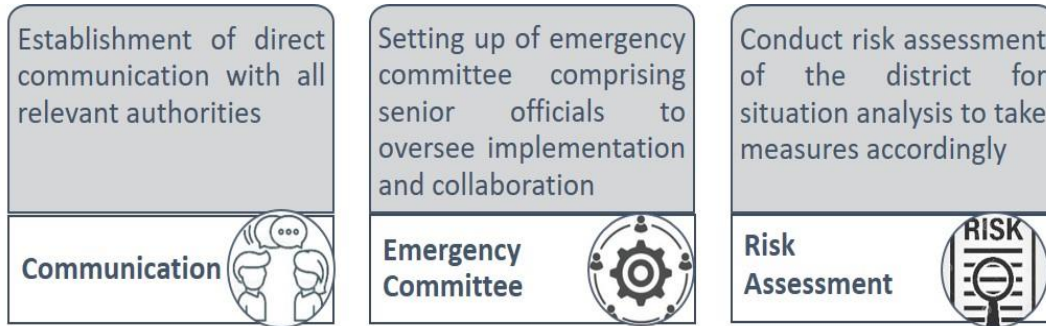 Establishment of direct
communication with all
relevant authorities
Communication
Setting up of emergency
committee comprising
senior officials to
oversee implementation
and collaboration
Emergency
Committee
Conduct risk assessment
of the district for
situation analysis to take
measures accordingly
Risk
Assessment
RISK